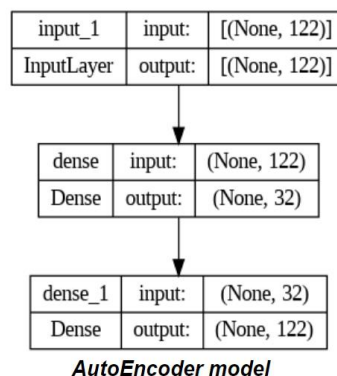 input_1 input: [(None, 122)]
InputLayer output: [(None, 122)]
dense input: (None, 122)
Dense output: (None, 32)
dense_1 input: (None, 32)
Dense output: (None, 122)
AutoEncoder model